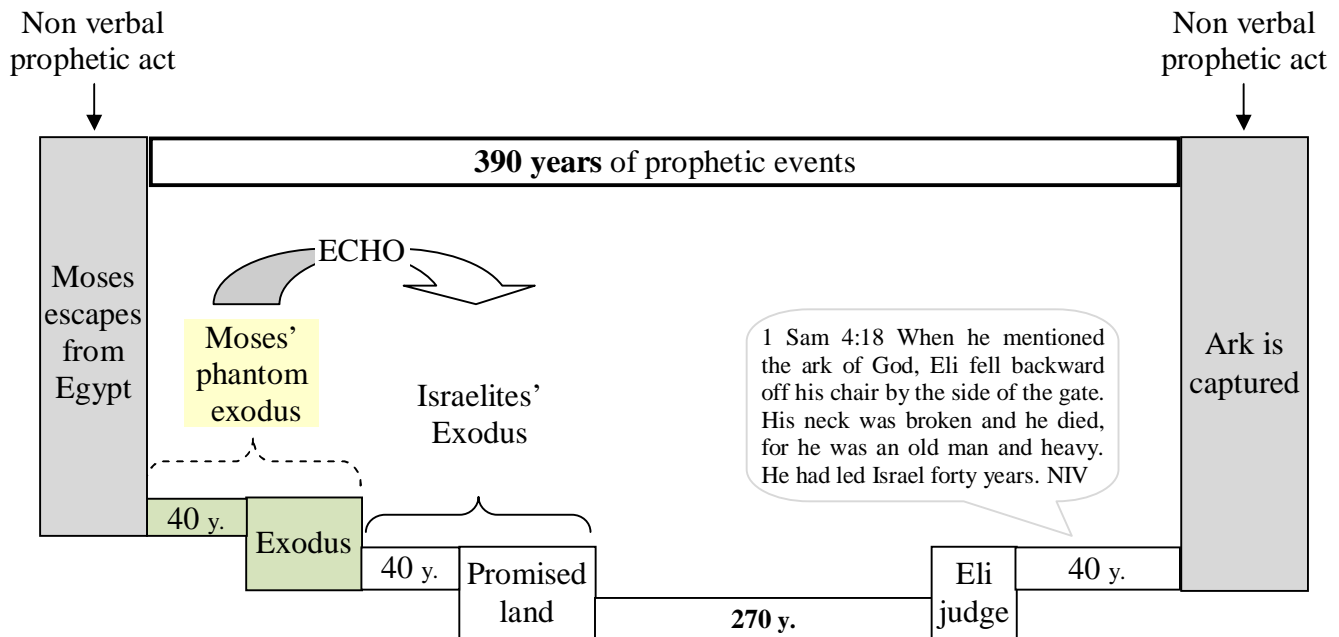 Non verbal
prophetic act
Non verbal
prophetic act
390 years of prophetic events
Moses
escapes
from
Egypt
ECHO
Moses’
phantom
exodus
Israelites’
Exodus
1 Sam 4:18 When he mentioned
the ark of God, Eli fell backward
off his chair by the side of the gate.
His neck was broken and he died,
for he was an old man and heavy.
He had led Israel forty years. NIV
Ark is
captured
40 y.
Exodus
40 y.
Promised
land
270 y.
Eli
judge
40 y.